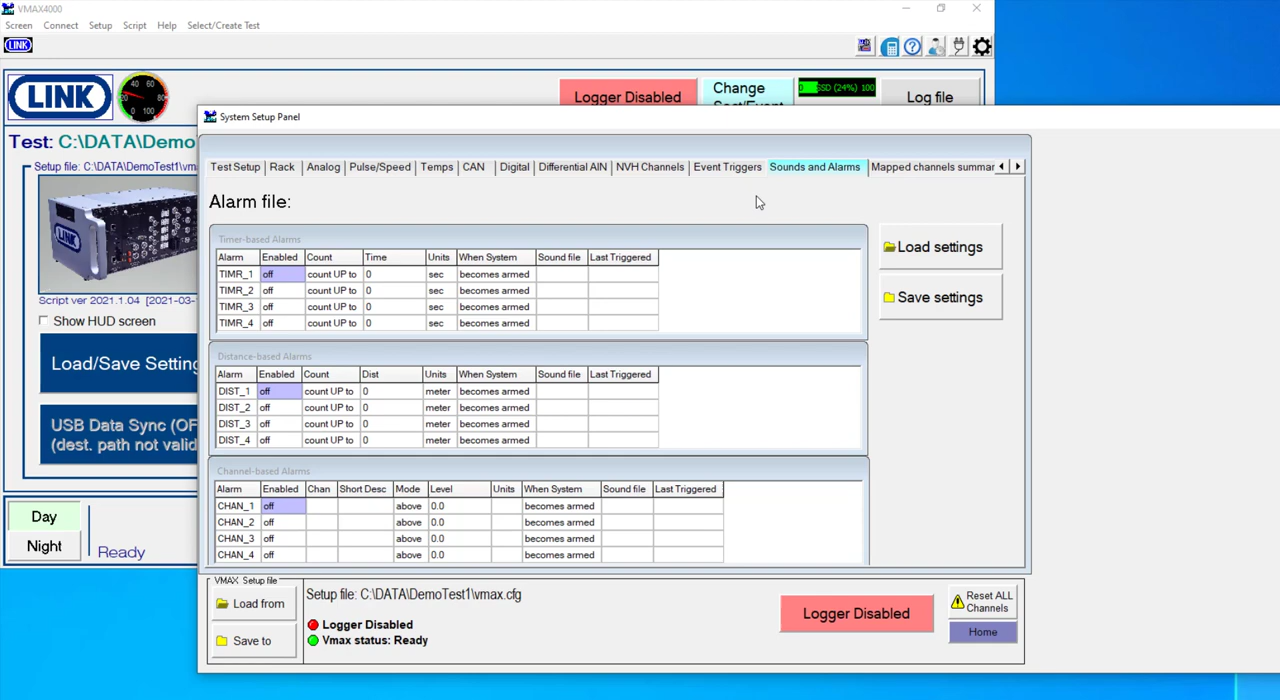 VMAX4000
Screen Connect Setup Script Help Select/Create Test
LINK
LINK
40 60
20 80
0 100
Logger Disabled
Change
0 SSD (24%) 100
Log file
Test: C:\DATA\Demo
Setup file: C:\DATA\DemoTest1\vma
LINK
Script ver 2021.1.04 [2021-03-
Show HUD screen
Load/Save Setting
USB Data Sync (OF
(dest. path not valid
Day
Night
Ready
System Setup Panel
Test Setup Rack Analog Pulse/Speed Temps CAN Digital Differential AIN NVH Channels Event Triggers Sounds and Alarms Mapped channels summar
Alarm file:
Load settings
Save settings
Timer-based Alarms
Alarm Enabled Count Time Units When System Sound file Last Triggered
TIMR_1 off count UP to 0 sec becomes armed
TIMR_2 off count UP to 0 sec becomes armed
TIMR_3 off count UP to 0 sec becomes armed
TIMR_4 off count UP to 0 sec becomes armed
Distance-based Alarms
Alarm Enabled Count Dist Units When System Sound file Last Triggered
DIST_1 off count UP to 0 meter becomes armed
DIST_2 off count UP to 0 meter becomes armed
DIST_3 off count UP to 0 meter becomes armed
DIST_4 off count UP to 0 meter becomes armed
Channel-based Alarms
Alarm Enabled Chan Short Desc Mode Level Units When System Sound file Last Triggered
CHAN_1 off above 0.0 becomes armed
CHAN_2 off above 0.0 becomes armed
CHAN_3 off above 0.0 becomes armed
CHAN_4 off above 0.0 becomes armed
VMAX Setup file
Load from
Save to
Setup file: C:\DATA\DemoTest1\vmax.cfg
Logger Disabled
Vmax status: Ready
Logger Disabled
Reset ALL
Channels
Home